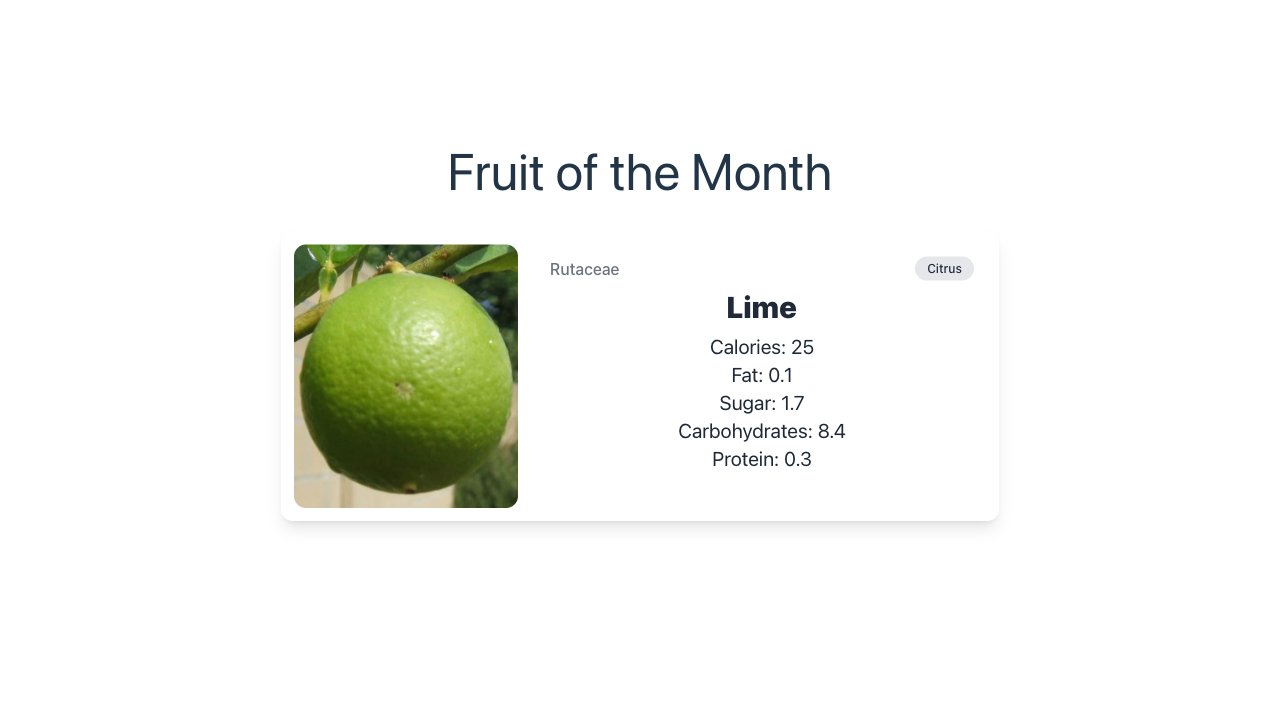 Fruit of the Month
Rutaceae
Citrus
Lime
Calories: 25
Fat: 0.1
Sugar: 1.7
Carbohydrates: 8.4
Protein: 0.3